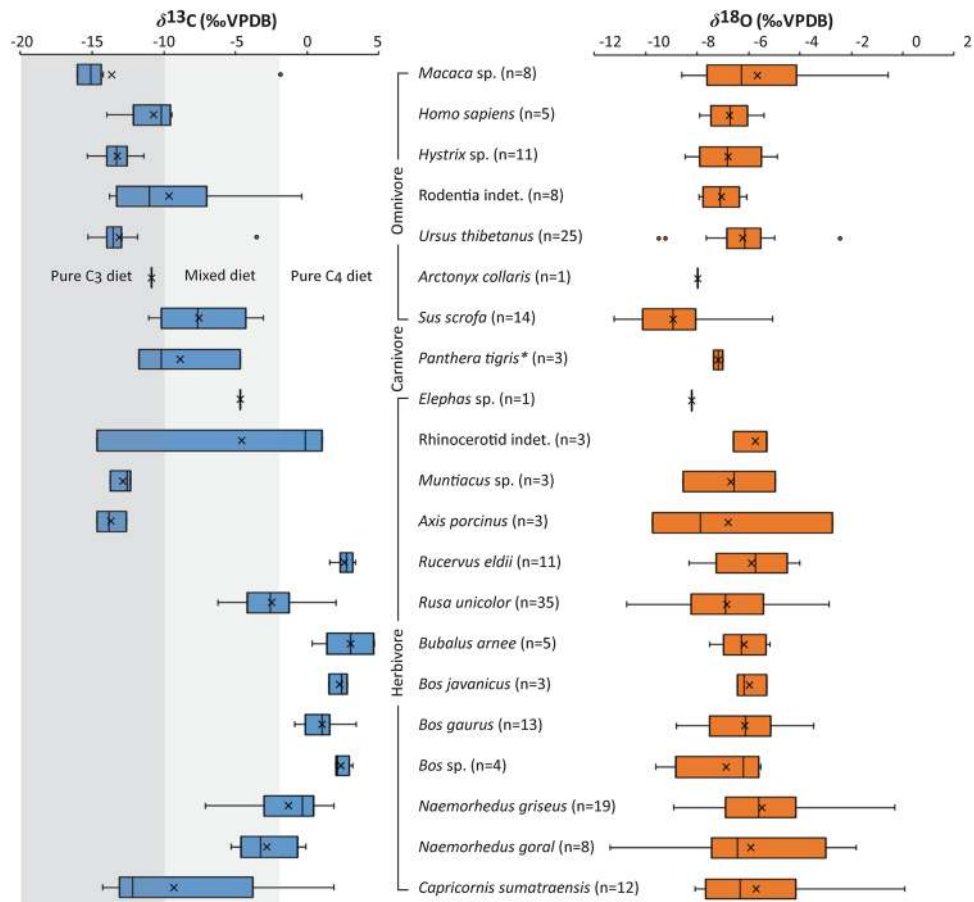 δ13C (‰VPDB)
δ18O (‰VPDB)
-20 -15 -10 -5 0 5
-12 -10 -8 -6 -4 -2 0 2
Macaca sp. (n=8)
Homo sapiens (n=5)
Hystrix sp. (n=11)
Omnivore
Rodentia indet. (n=8)
Ursus thibetanus (n=25)
Pure C3 diet Mixed diet Pure C4 diet
Arctonyx collaris (n=1)
Sus scrofa (n=14)
Carnivore
Panthera tigris* (n=3)
Elephas sp. (n=1)
Rhinocerotid indet. (n=3)
Muntiacus sp. (n=3)
Axis porcinus (n=3)
Rucervus eldii (n=11)
Rusa unicolor (n=35)
Herbivore
Bubalus arnee (n=5)
Bos javanicus (n=3)
Bos gaurus (n=13)
Bos sp. (n=4)
Naemorhedus griseus (n=19)
Naemorhedus goral (n=8)
Capricornis sumatraensis (n=12)